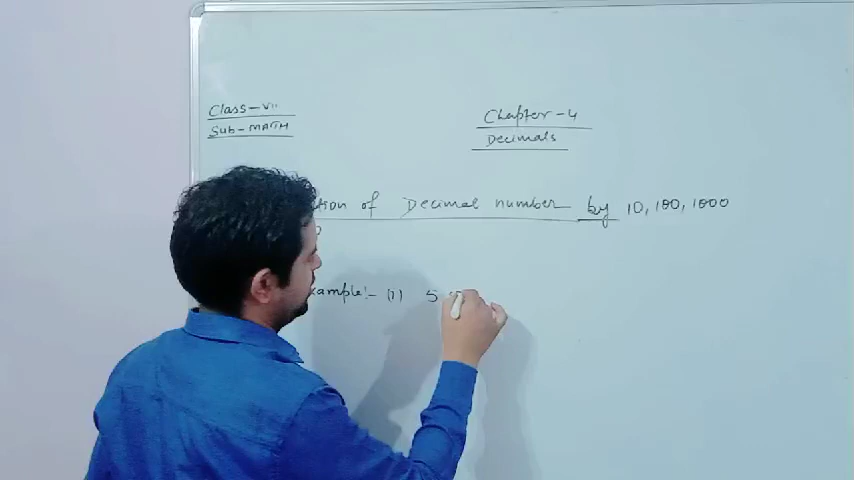 Class-VII
Sub-MATH
Chapter-4
Decimals
tion of Decimal number by 10, 100, 1000
xample:- (1) 5